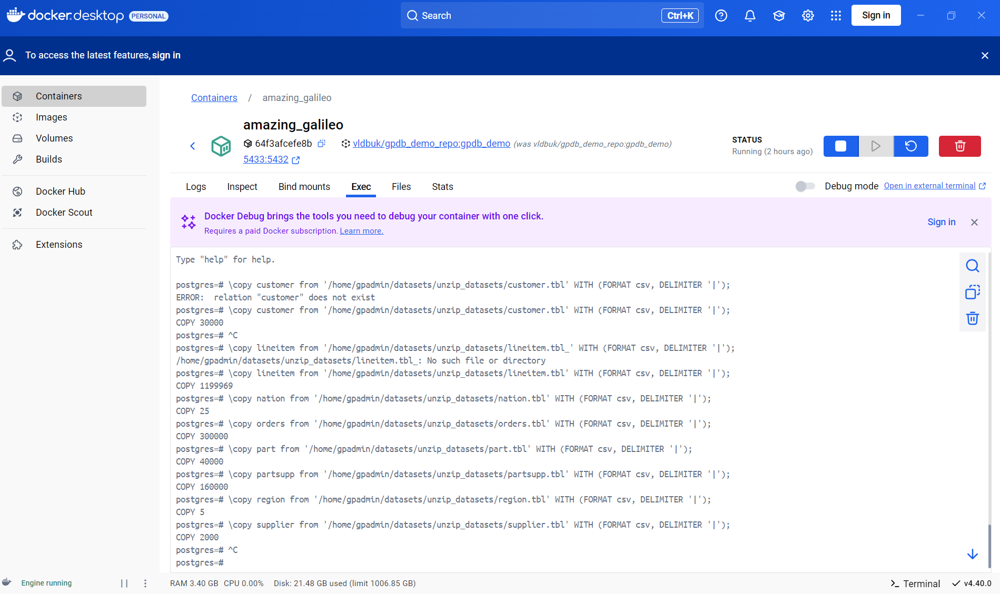 docker.desktop PERSONAL
Search Ctrl+K
Sign in
To access the latest features, sign in
Containers
Images
Volumes
Builds
Docker Hub
Docker Scout
Extensions
Containers / amazing_galileo
amazing_galileo
64f3afcefe8b vldbuk/gpdb_demo_repo:gpdb_demo (was vldbuk/gpdb_demo_repo:gpdb_demo)
5433:5432
STATUS
Running (2 hours ago)
Logs Inspect Bind mounts Exec Files Stats
Debug mode Open in external terminal
Docker Debug brings the tools you need to debug your container with one click.
Requires a paid Docker subscription. Learn more.
Sign in
Type "help" for help.
postgres=# \copy customer from '/home/gpadmin/datasets/unzip_datasets/customer.tbl' WITH (FORMAT csv, DELIMITER '|');
ERROR:  relation "customer" does not exist
postgres=# \copy customer from '/home/gpadmin/datasets/unzip_datasets/customer.tbl' WITH (FORMAT csv, DELIMITER '|');
COPY 30000
postgres=# ^C
postgres=# \copy lineitem from '/home/gpadmin/datasets/unzip_datasets/lineitem.tbl_' WITH (FORMAT csv, DELIMITER '|');
/home/gpadmin/datasets/unzip_datasets/lineitem.tbl_: No such file or directory
postgres=# \copy lineitem from '/home/gpadmin/datasets/unzip_datasets/lineitem.tbl' WITH (FORMAT csv, DELIMITER '|');
COPY 1199969
postgres=# \copy nation from '/home/gpadmin/datasets/unzip_datasets/nation.tbl' WITH (FORMAT csv, DELIMITER '|');
COPY 25
postgres=# \copy orders from '/home/gpadmin/datasets/unzip_datasets/orders.tbl' WITH (FORMAT csv, DELIMITER '|');
COPY 300000
postgres=# \copy part from '/home/gpadmin/datasets/unzip_datasets/part.tbl' WITH (FORMAT csv, DELIMITER '|');
COPY 40000
postgres=# \copy partsupp from '/home/gpadmin/datasets/unzip_datasets/partsupp.tbl' WITH (FORMAT csv, DELIMITER '|');
COPY 160000
postgres=# \copy region from '/home/gpadmin/datasets/unzip_datasets/region.tbl' WITH (FORMAT csv, DELIMITER '|');
COPY 5
postgres=# \copy supplier from '/home/gpadmin/datasets/unzip_datasets/supplier.tbl' WITH (FORMAT csv, DELIMITER '|');
COPY 2000
postgres=# ^C
postgres=#
Engine running
RAM 3.40 GB CPU 0.00% Disk: 21.48 GB used (limit 1006.85 GB)
Terminal v4.40.0